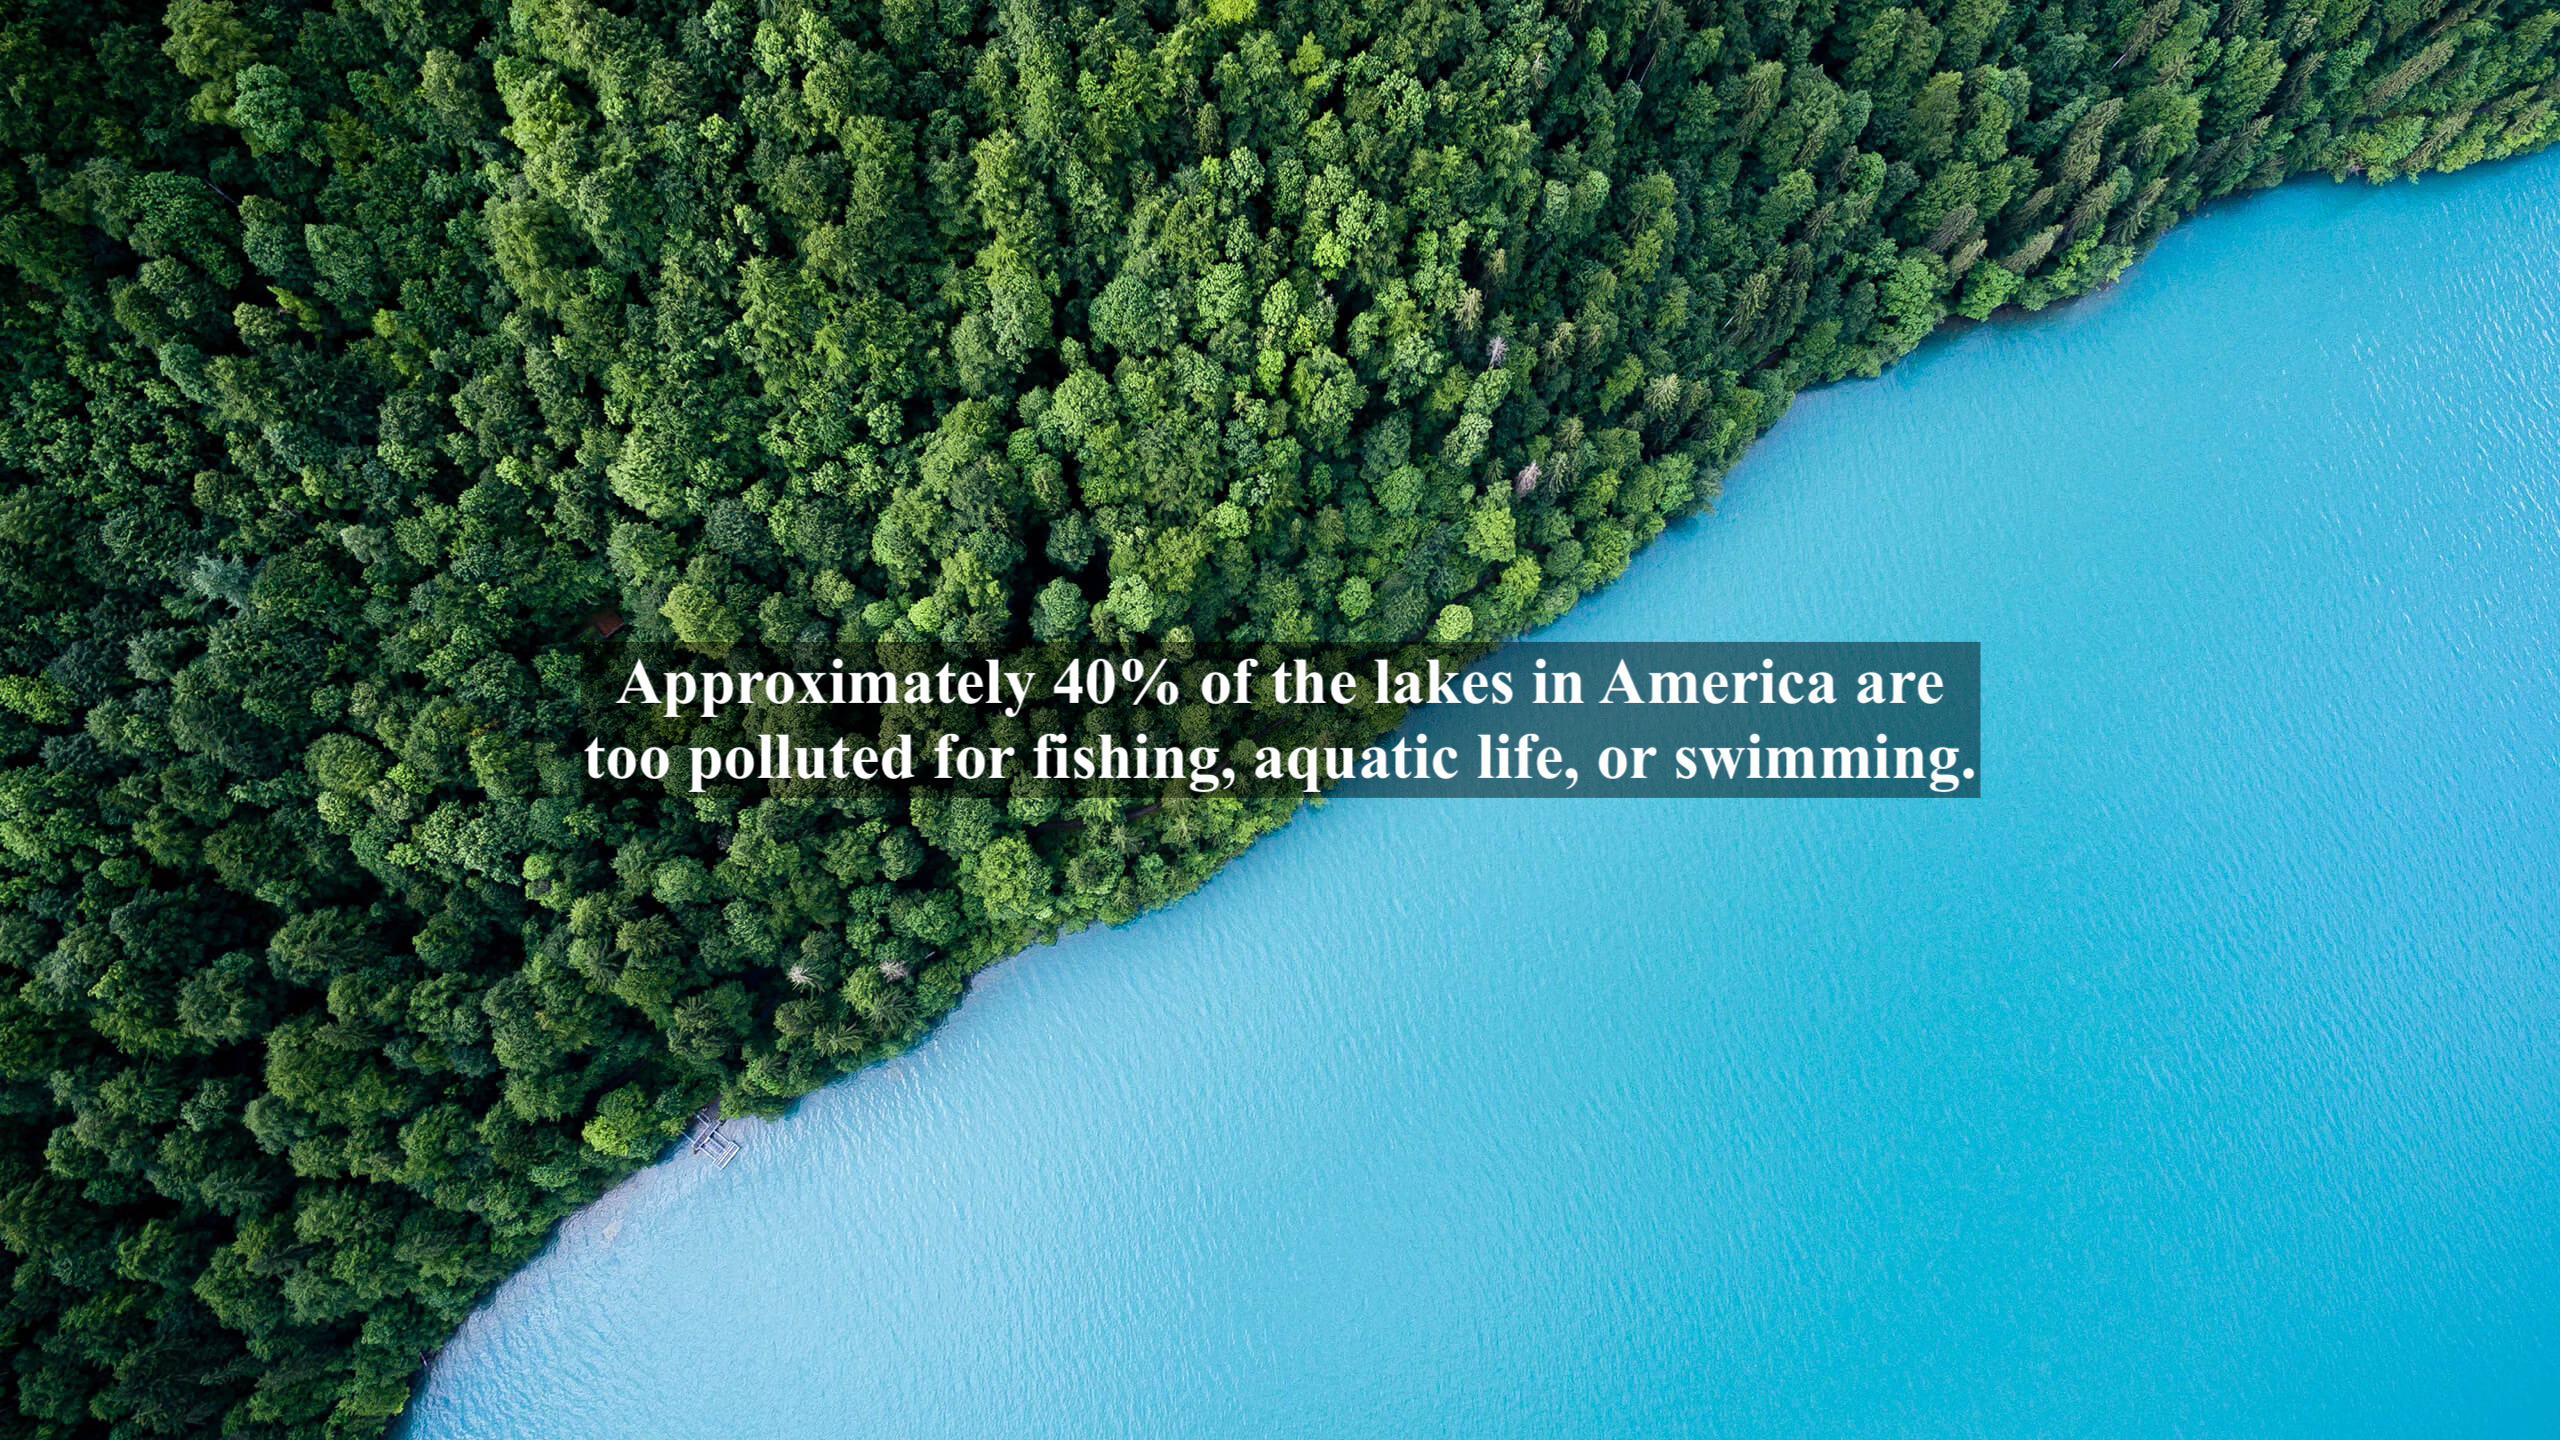 Approximately 40% of the lakes in America are
too polluted for fishing, aquatic life, or swimming.